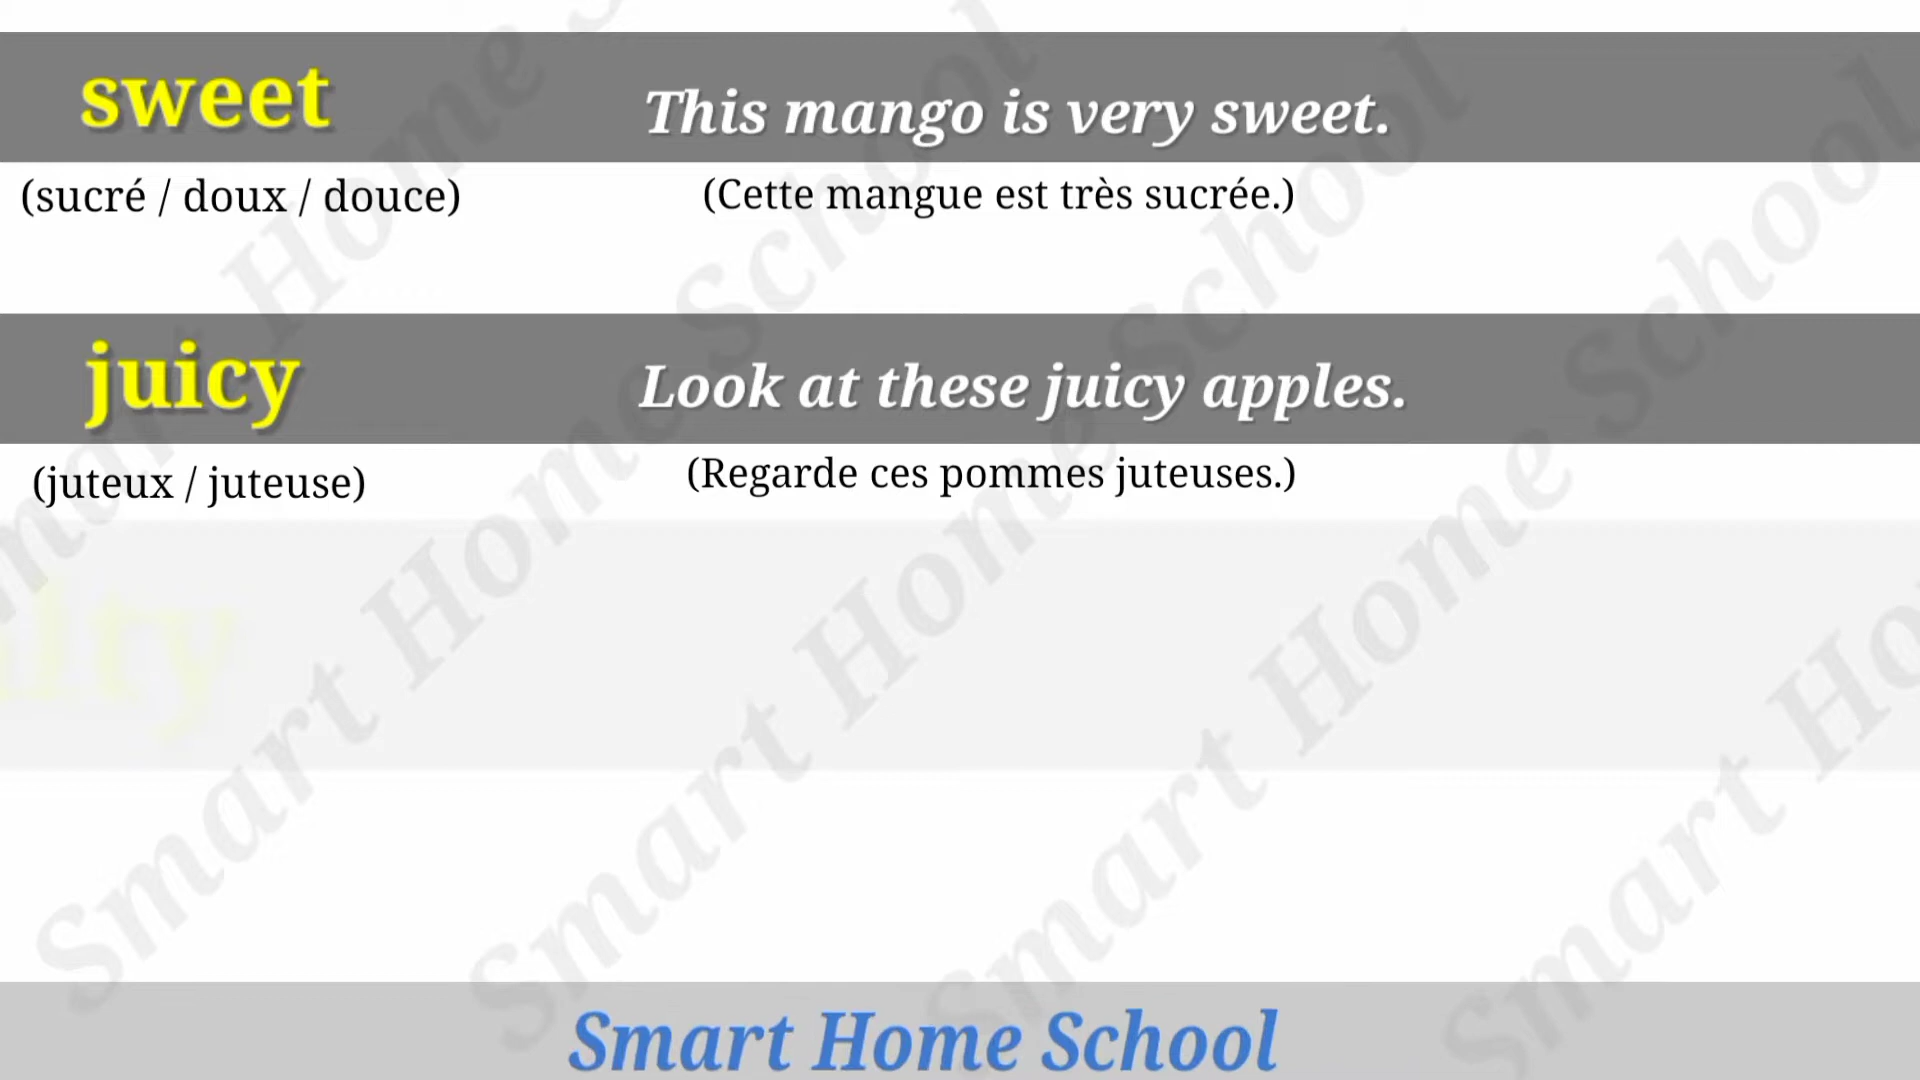 sweet
This mango is very sweet.
(sucré / doux / douce)
(Cette mangue est très sucrée.)
juicy
Look at these juicy apples.
(juteux / juteuse)
(Regarde ces pommes juteuses.)
Smart Home School